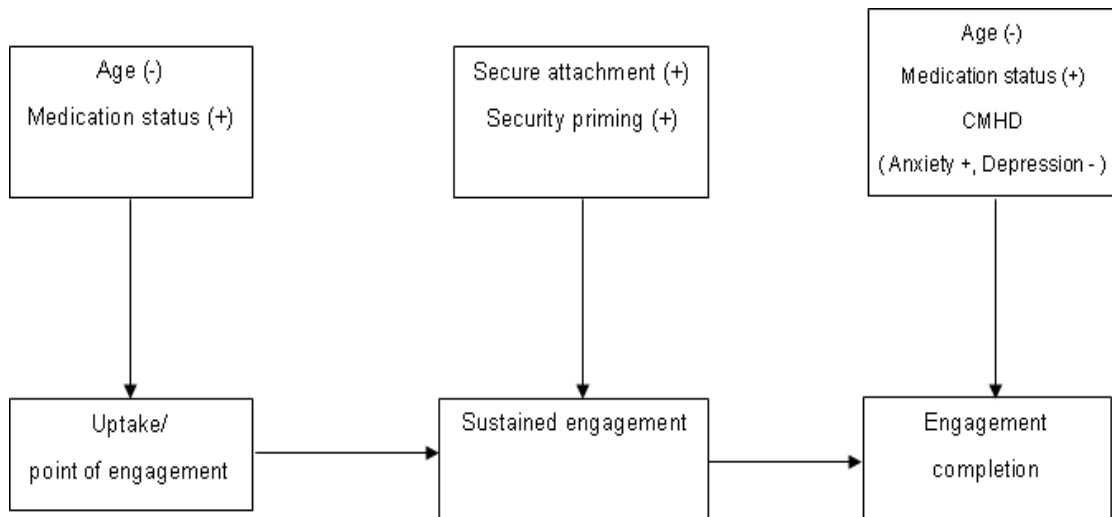 Age (-)
Medication status (+)
Secure attachment (+)
Security priming (+)
Age (-)
Medication status (+)
CMHD
( Anxiety +, Depression - )
Uptake/
point of engagement
Sustained engagement
Engagement
completion